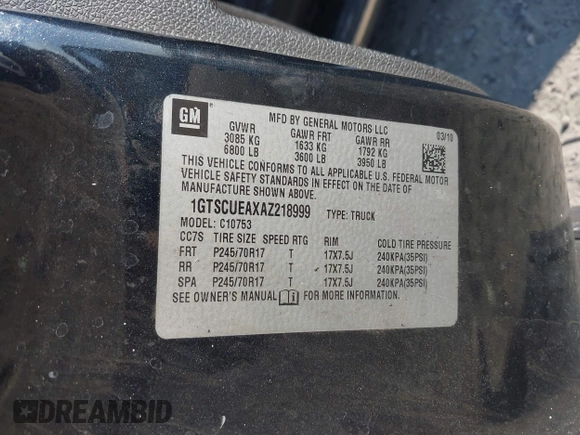 GM
MFD BY GENERAL MOTORS LLC
03/10
GVWR GAWR FRT GAWR RR
3085 KG 1633 KG 1792 KG
6800 LB 3600 LB 3950 LB
THIS VEHICLE CONFORMS TO ALL APPLICABLE U.S. FEDERAL MOTOR
VEHICLE SAFETY STANDARDS IN EFFECT ON THE DATE OF
MANUFACTURE SHOWN ABOVE.
1GTSCUEAXAZ218999 TYPE: TRUCK
MODEL: C10753
CC7S TIRE SIZE SPEED RTG RIM COLD TIRE PRESSURE
FRT P245/70R17 T 17X7.5J 240KPA(35PSI)
RR P245/70R17 T 17X7.5J 240KPA(35PSI)
SPA P245/70R17 T 17X7.5J 240KPA(35PSI)
SEE OWNER'S MANUAL FOR MORE INFORMATION.
DREAMBID